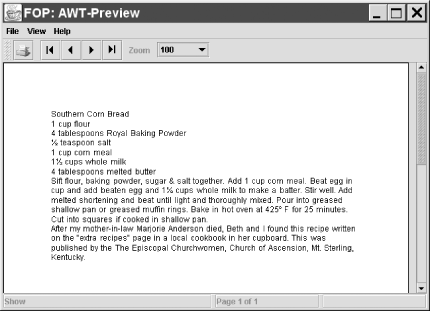 FOP: AWT-Preview
File View Help
Zoom 100
Southern Corn Bread
1 cup flour
4 tablespoons Royal Baking Powder
½ teaspoon salt
1 cup corn meal
1½ cups whole milk
4 tablespoons melted butter
Sift flour, baking powder, sugar & salt together. Add 1 cup corn meal. Beat egg in
cup and add beaten egg and 1¾ cups whole milk to make a batter. Stir well. Add
melted shortening and beat until light and thoroughly mixed. Pour into greased
shallow pan or greased muffin rings. Bake in hot oven at 425° F for 25 minutes.
Cut into squares if cooked in shallow pan.
After my mother-in-law Marjorie Anderson died, Beth and I found this recipe written
on the "extra recipes" page in a local cookbook in her cupboard. This was
published by the The Episcopal Churchwomen, Church of Ascension, Mt. Sterling,
Kentucky.
Show Page 1 of 1